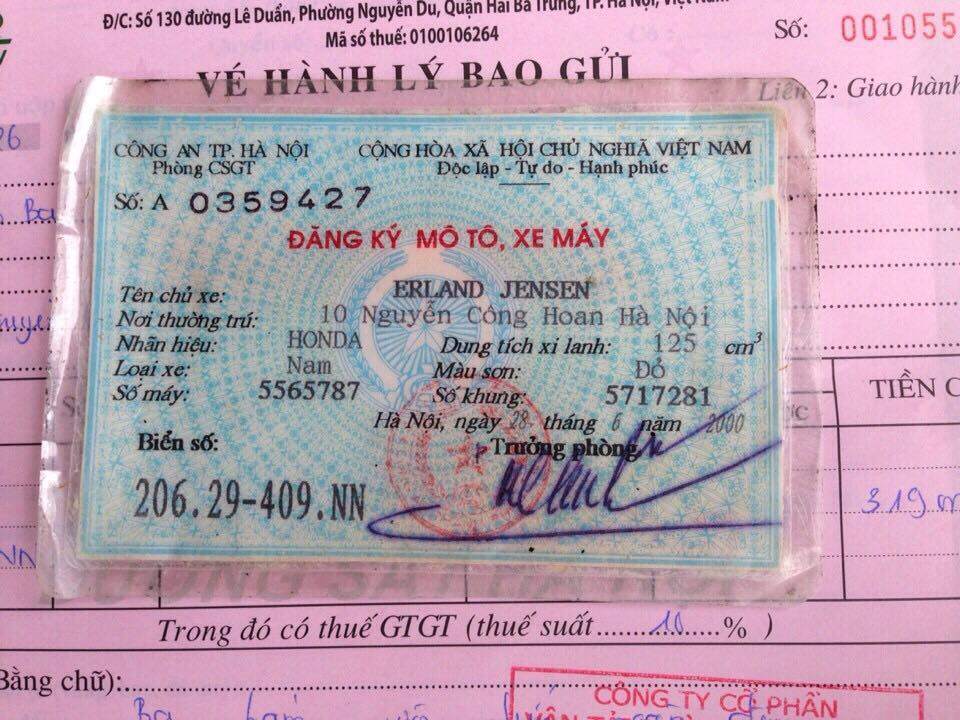 Đ/C: Số 130 đường Lê Duẩn, Phường Nguyễn Du, Quận Hai Bà Trưng, TP. Hà Nội, Việt Nam
Mã số thuế: 0100106264
Số: 001055
VÉ HÀNH LÝ BAO GỬI
Liên 2: Giao hành
26
CÔNG AN TP. HÀ NỘI
Phòng CSGT
CỘNG HÒA XÃ HỘI CHỦ NGHĨA VIỆT NAM
Độc lập - Tự do - Hạnh phúc
Số: A 0359427
ĐĂNG KÝ MÔ TÔ, XE MÁY
Tên chủ xe: ERLAND JENSEN
Nơi thường trú: 10 Nguyễn Công Hoan Hà Nội
Nhãn hiệu: HONDA Dung tích xi lanh: 125 cm³
Loại xe: Nam Màu sơn: Đỏ
Số máy: 5565787 Số khung: 5717281
Hà Nội, ngày 28 tháng 6 năm 2000
Biển số: Trưởng phòng
206.29-409.NN
TIỀN C
319
NN
Trong đó có thuế GTGT (thuế suất......10......% )
Bằng chữ):
CÔNG TY CỔ PHẦN